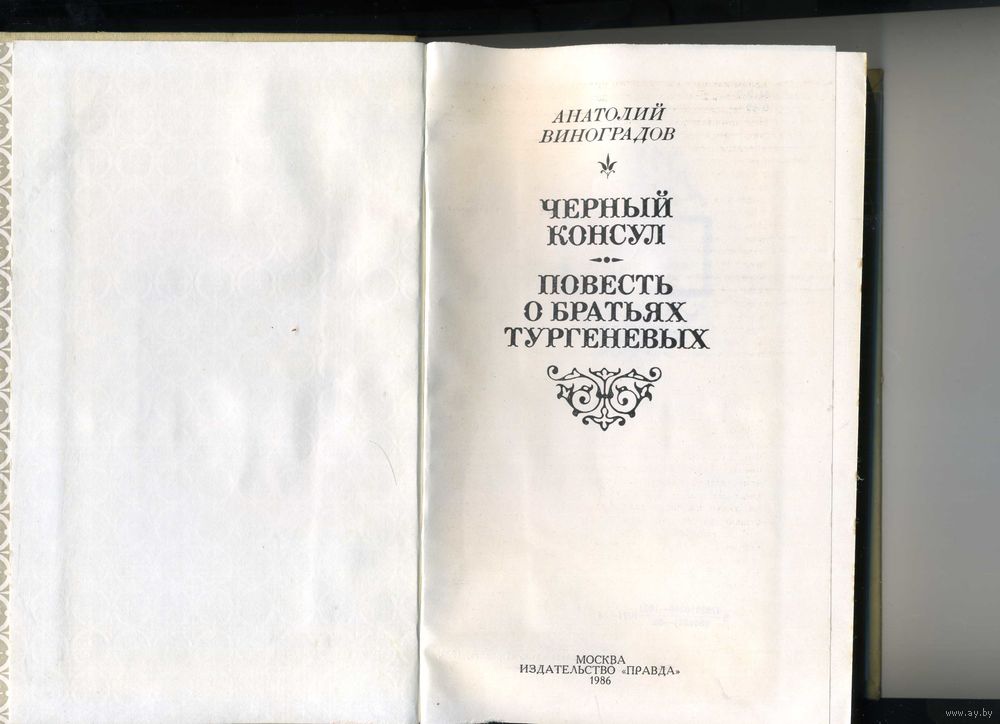 АНАТОЛИЙ
ВИНОГРАДОВ
ЧЕРНЫЙ
КОНСУЛ
ПОВЕСТЬ
О БРАТЬЯХ
ТУРГЕНЕВЫХ
МОСКВА
ИЗДАТЕЛЬСТВО «ПРАВДА»
1986
www.ay.by